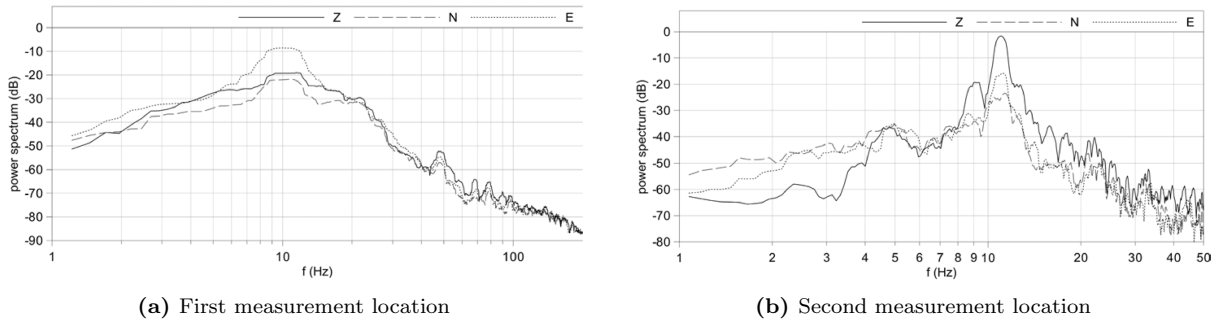 Z N E
0
-10
-20
-30
-40
-50
-60
-70
-80
-90
power spectrum (dB)
1 10 100
f (Hz)
(a) First measurement location
Z N E
0
-10
-20
-30
-40
-50
-60
-70
-80
power spectrum (dB)
1 2 3 4 5 6 7 8 9 10 20 30 40 50
f (Hz)
(b) Second measurement location